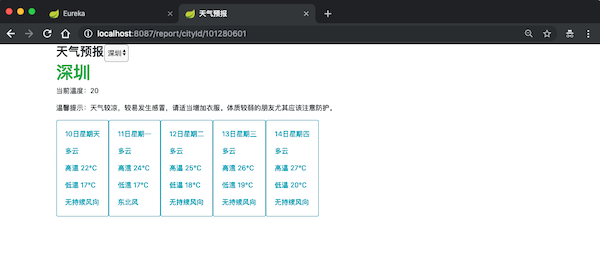 Eureka
天气预报
localhost:8087/report/cityId/101280601
天气预报 深圳
深圳
当前温度：20
温馨提示：天气较凉，较易发生感冒，请适当增加衣服。体质较弱的朋友尤其应该注意防护。
10日星期天
多云
高温 22°C
低温 17°C
无持续风向
11日星期一
多云
高温 24°C
低温 17°C
东北风
12日星期二
多云
高温 25°C
低温 18°C
无持续风向
13日星期三
多云
高温 26°C
低温 19°C
无持续风向
14日星期四
多云
高温 27°C
低温 20°C
无持续风向